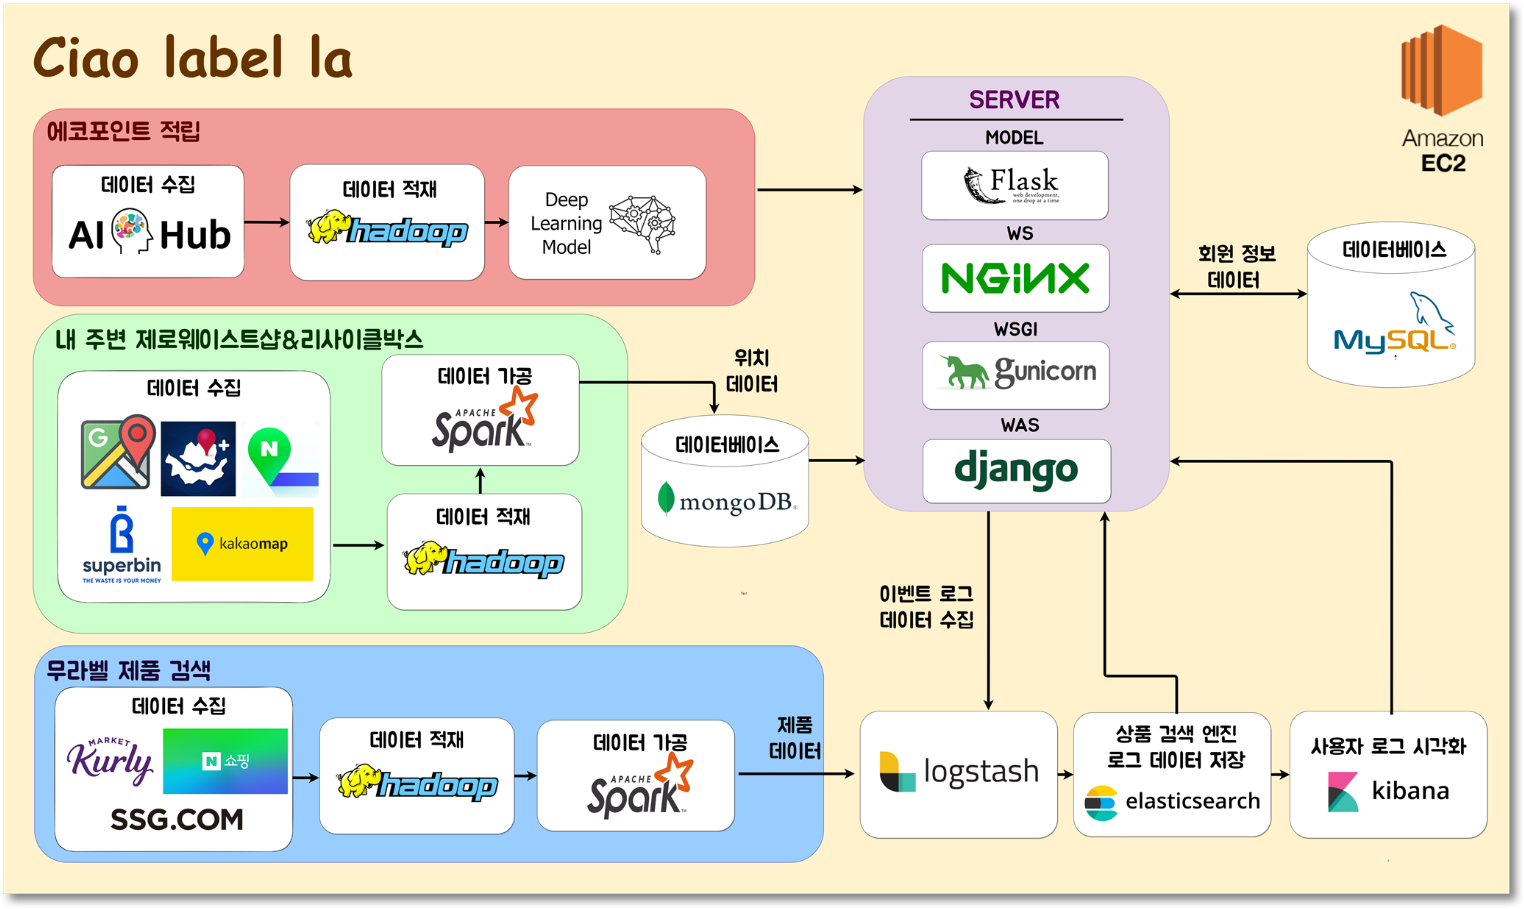 Ciao label la
에코포인트 적립
데이터 수집
AI Hub
데이터 적재
hadoop
Deep
Learning
Model
SERVER
MODEL
Flask
web development,
one drop at a time
WS
NGINX
WSGI
gunicorn
WAS
django
Amazon
EC2
회원 정보
데이터
데이터베이스
MySQL®
내 주변 제로웨이스트샵&리사이클박스
데이터 수집
G
N
superbin
THE WASTE IS YOUR MONEY
kakaomap
데이터 가공
APACHE
Spark™
데이터 적재
hadoop
위치
데이터
데이터베이스
mongoDB®
Text
이벤트 로그
데이터 수집
무라벨 제품 검색
데이터 수집
MARKET
Kurly
N 쇼핑
SSG.COM
데이터 적재
hadoop
데이터 가공
APACHE
Spark™
제품
데이터
logstash
상품 검색 엔진
로그 데이터 저장
elasticsearch
사용자 로그 시각화
kibana